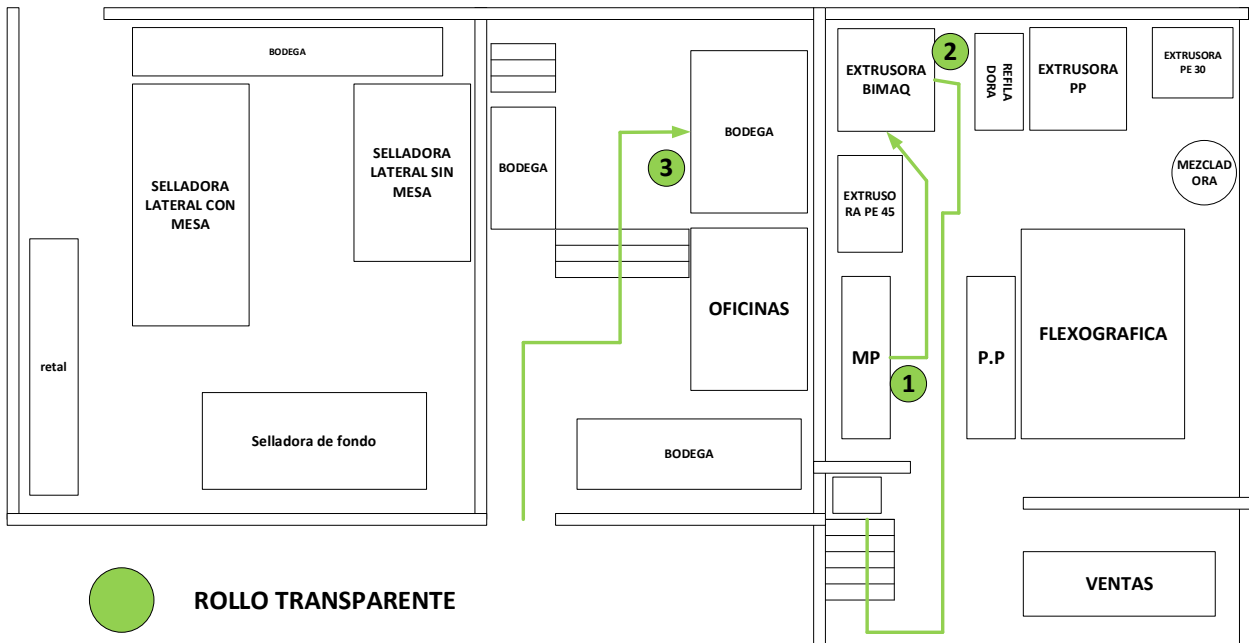 BODEGA
SELLADORA
LATERAL CON
MESA
SELLADORA
LATERAL SIN
MESA
retal
Selladora de fondo
BODEGA
BODEGA
3
OFICINAS
BODEGA
EXTRUSORA
BIMAQ
2
REFILA
DORA
EXTRUSORA
PP
EXTRUSORA
PE 30
MEZCLAD
ORA
EXTRUSO
RA PE 45
MP
1
P.P
FLEXOGRAFICA
VENTAS
ROLLO TRANSPARENTE